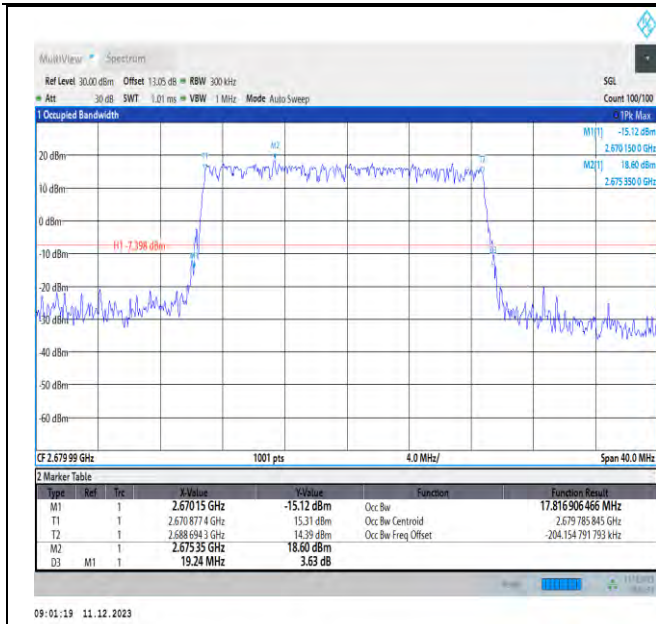 MultiView Spectrum
Ref Level 30.00 dBm Offset 13.05 dB RBW 300 kHz SGL
Att 30 dB SWT 1.01 ms VBW 1 MHz Mode Auto Sweep Count 100/100
1 Occupied Bandwidth 1Pk Max
M1[1] -15.12 dBm
2.670 150 0 GHz
M2[1] 18.60 dBm
2.675 350 0 GHz
M2
T1
20 dBm
10 dBm
0 dBm
H1 -7.398 dBm
-10 dBm
-20 dBm
-30 dBm
-40 dBm
-50 dBm
-60 dBm
CF 2.679 99 GHz 1001 pts 4.0 MHz/ Span 40.0 MHz
2 Marker Table
Type Ref Trc X-Value Y-Value Function Function Result
M1 1 2.670 15 GHz -15.12 dBm Occ Bw 17.816 906 466 MHz
T1 1 2.670 877 4 GHz 15.31 dBm Occ Bw Centroid 2.679 785 845 GHz
T2 1 2.688 694 3 GHz 14.39 dBm Occ Bw Freq Offset -204.154 791 793 kHz
M2 1 2.675 35 GHz 18.60 dBm
D3 M1 1 19.24 MHz 3.63 dB
09:01:19 11.12.2023